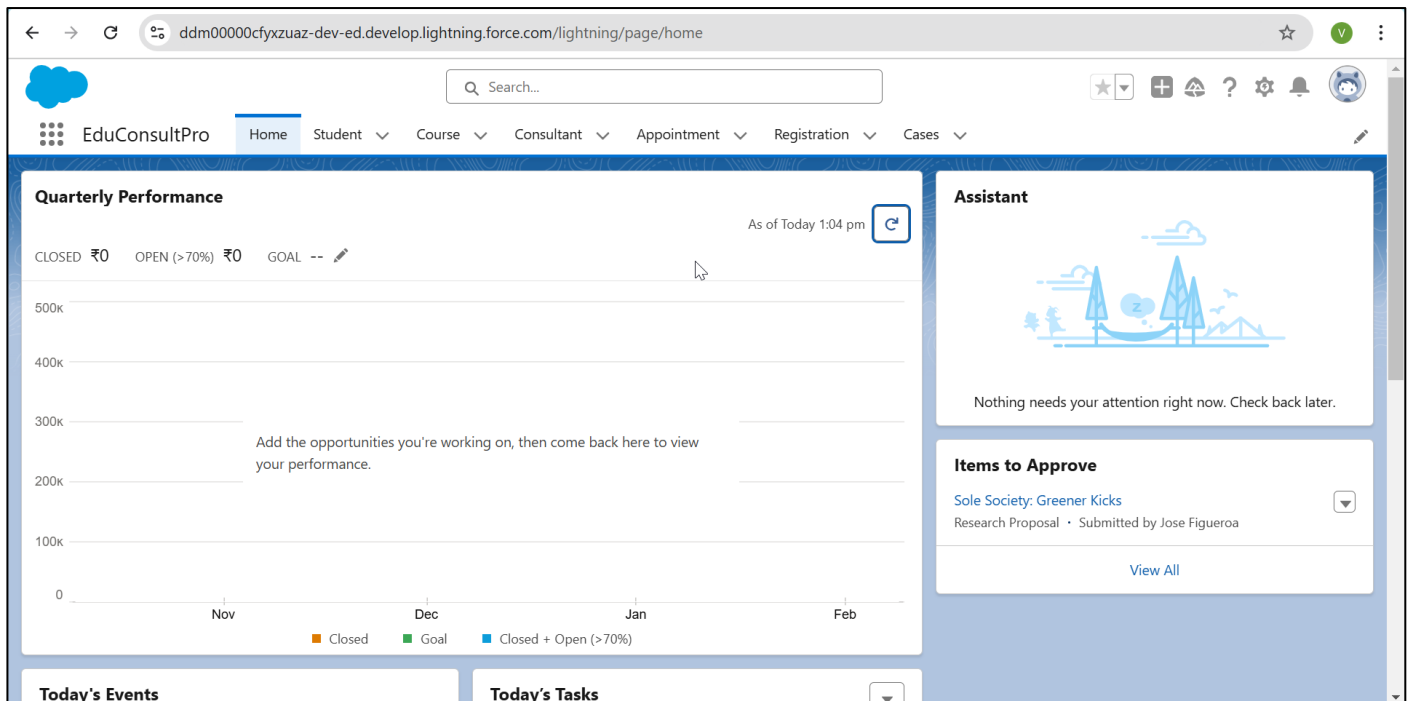 ddm00000cfyxzuaz-dev-ed.develop.lightning.force.com/lightning/page/home
V
Search...
EduConsultPro Home Student Course Consultant Appointment Registration Cases
Quarterly Performance
As of Today 1:04 pm
CLOSED ₹0 OPEN (>70%) ₹0 GOAL --
500K
400K
300K
200K
100K
0
Add the opportunities you're working on, then come back here to view
your performance.
Nov Dec Jan Feb
Closed Goal Closed + Open (>70%)
Assistant
z
Nothing needs your attention right now. Check back later.
Items to Approve
Sole Society: Greener Kicks
Research Proposal • Submitted by Jose Figueroa
View All
Today's Events
Today's Tasks